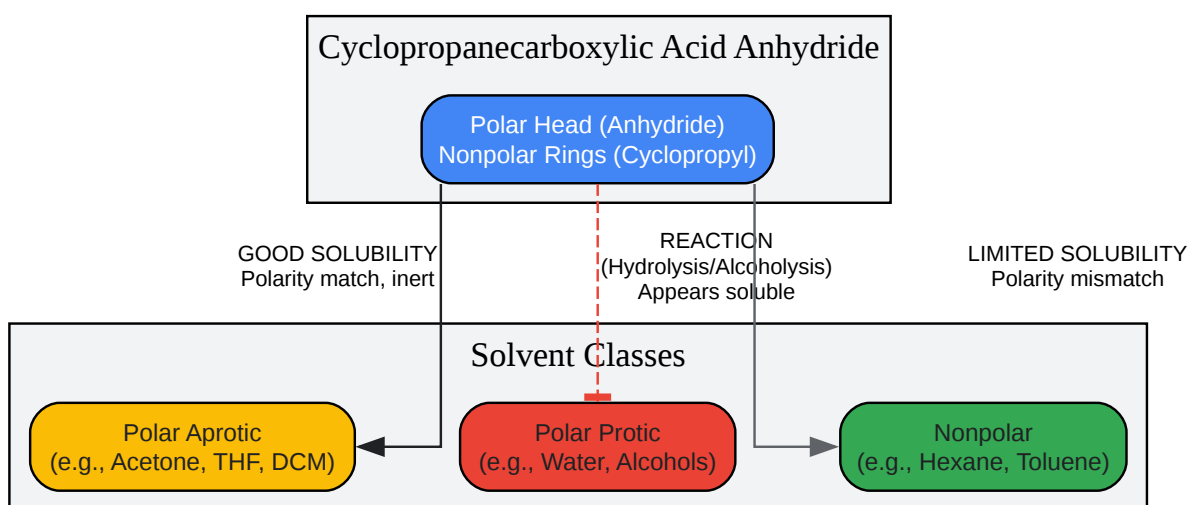 Cyclopropanecarboxylic Acid Anhydride
Polar Head (Anhydride)
Nonpolar Rings (Cyclopropyl)
GOOD SOLUBILITY
Polarity match, inert
REACTION
(Hydrolysis/Alcoholysis)
Appears soluble
LIMITED SOLUBILITY
Polarity mismatch
Solvent Classes
Polar Aprotic
(e.g., Acetone, THF, DCM)
Polar Protic
(e.g., Water, Alcohols)
Nonpolar
(e.g., Hexane, Toluene)